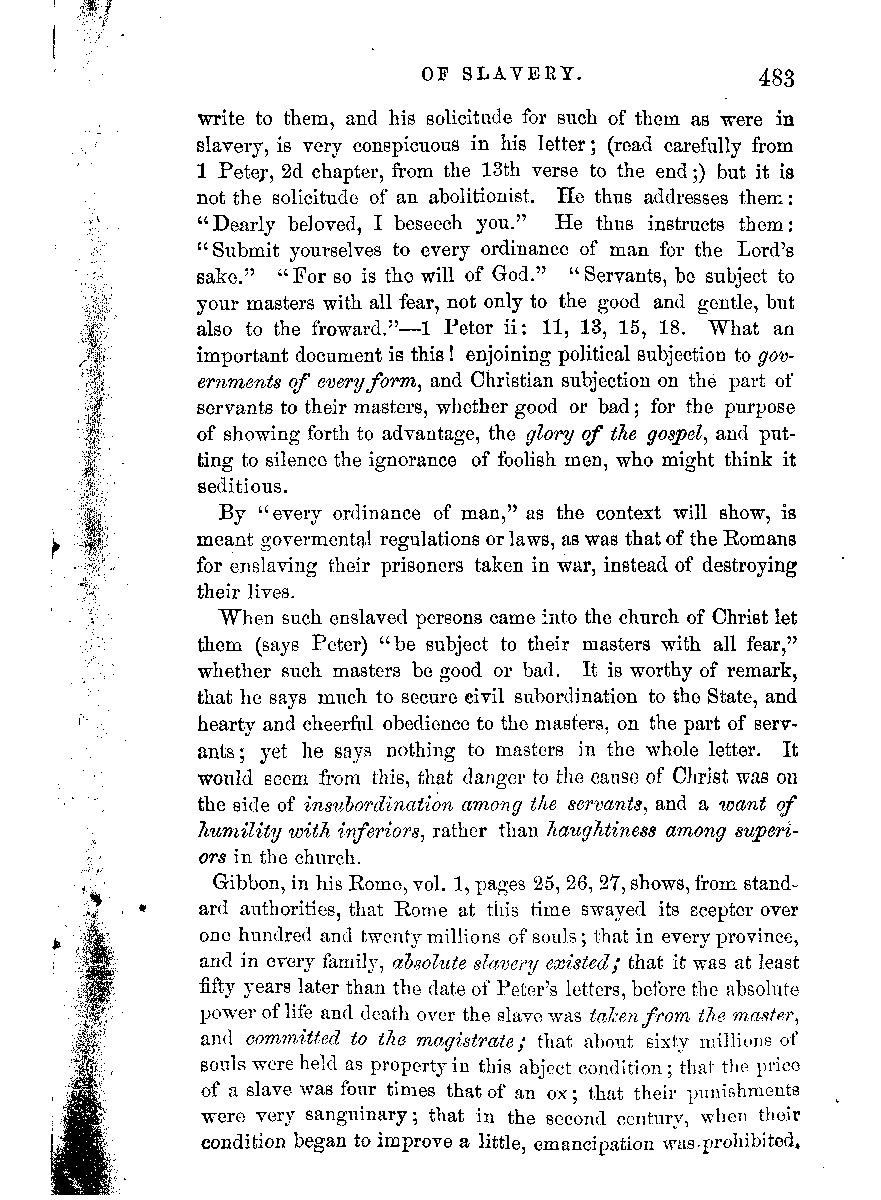 OF SLAVERY. 483
write to them, and his solicitude for such of them as were in
slavery, is very conspicuous in his letter; (read carefully from
1 Peter, 2d chapter, from the 13th verse to the end;) but it is
not the solicitude of an abolitionist. He thus addresses them:
"Dearly beloved, I beseech you." He thus instructs them:
"Submit yourselves to every ordinance of man for the Lord's
sake." "For so is the will of God." "Servants, be subject to
your masters with all fear, not only to the good and gentle, but
also to the froward."—1 Peter ii: 11, 13, 15, 18. What an
important document is this! enjoining political subjection to gov-
ernments of every form, and Christian subjection on the part of
servants to their masters, whether good or bad; for the purpose
of showing forth to advantage, the glory of the gospel, and put-
ting to silence the ignorance of foolish men, who might think it
seditious.
By "every ordinance of man," as the context will show, is
meant govermental regulations or laws, as was that of the Romans
for enslaving their prisoners taken in war, instead of destroying
their lives.
When such enslaved persons came into the church of Christ let
them (says Peter) "be subject to their masters with all fear,"
whether such masters be good or bad. It is worthy of remark,
that he says much to secure civil subordination to the State, and
hearty and cheerful obedience to the masters, on the part of serv-
ants; yet he says nothing to masters in the whole letter. It
would seem from this, that danger to the cause of Christ was on
the side of insubordination among the servants, and a want of
humility with inferiors, rather than haughtiness among superi-
ors in the church.
Gibbon, in his Rome, vol. 1, pages 25, 26, 27, shows, from stand-
ard authorities, that Rome at this time swayed its scepter over
one hundred and twenty millions of souls; that in every province,
and in every family, absolute slavery existed; that it was at least
fifty years later than the date of Peter's letters, before the absolute
power of life and death over the slave was taken from the master,
and committed to the magistrate; that about sixty millions of
souls were held as property in this abject condition; that the price
of a slave was four times that of an ox; that their punishments
were very sanguinary; that in the second century, when their
condition began to improve a little, emancipation was prohibited.